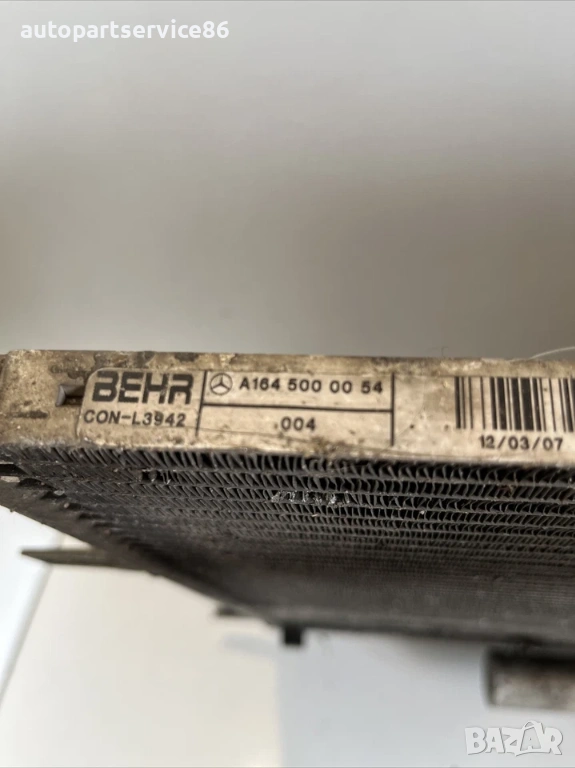 autopartservice86
BEHR
CON-L3942
A164 500 00 54
.004
12/03/07
BAZAR